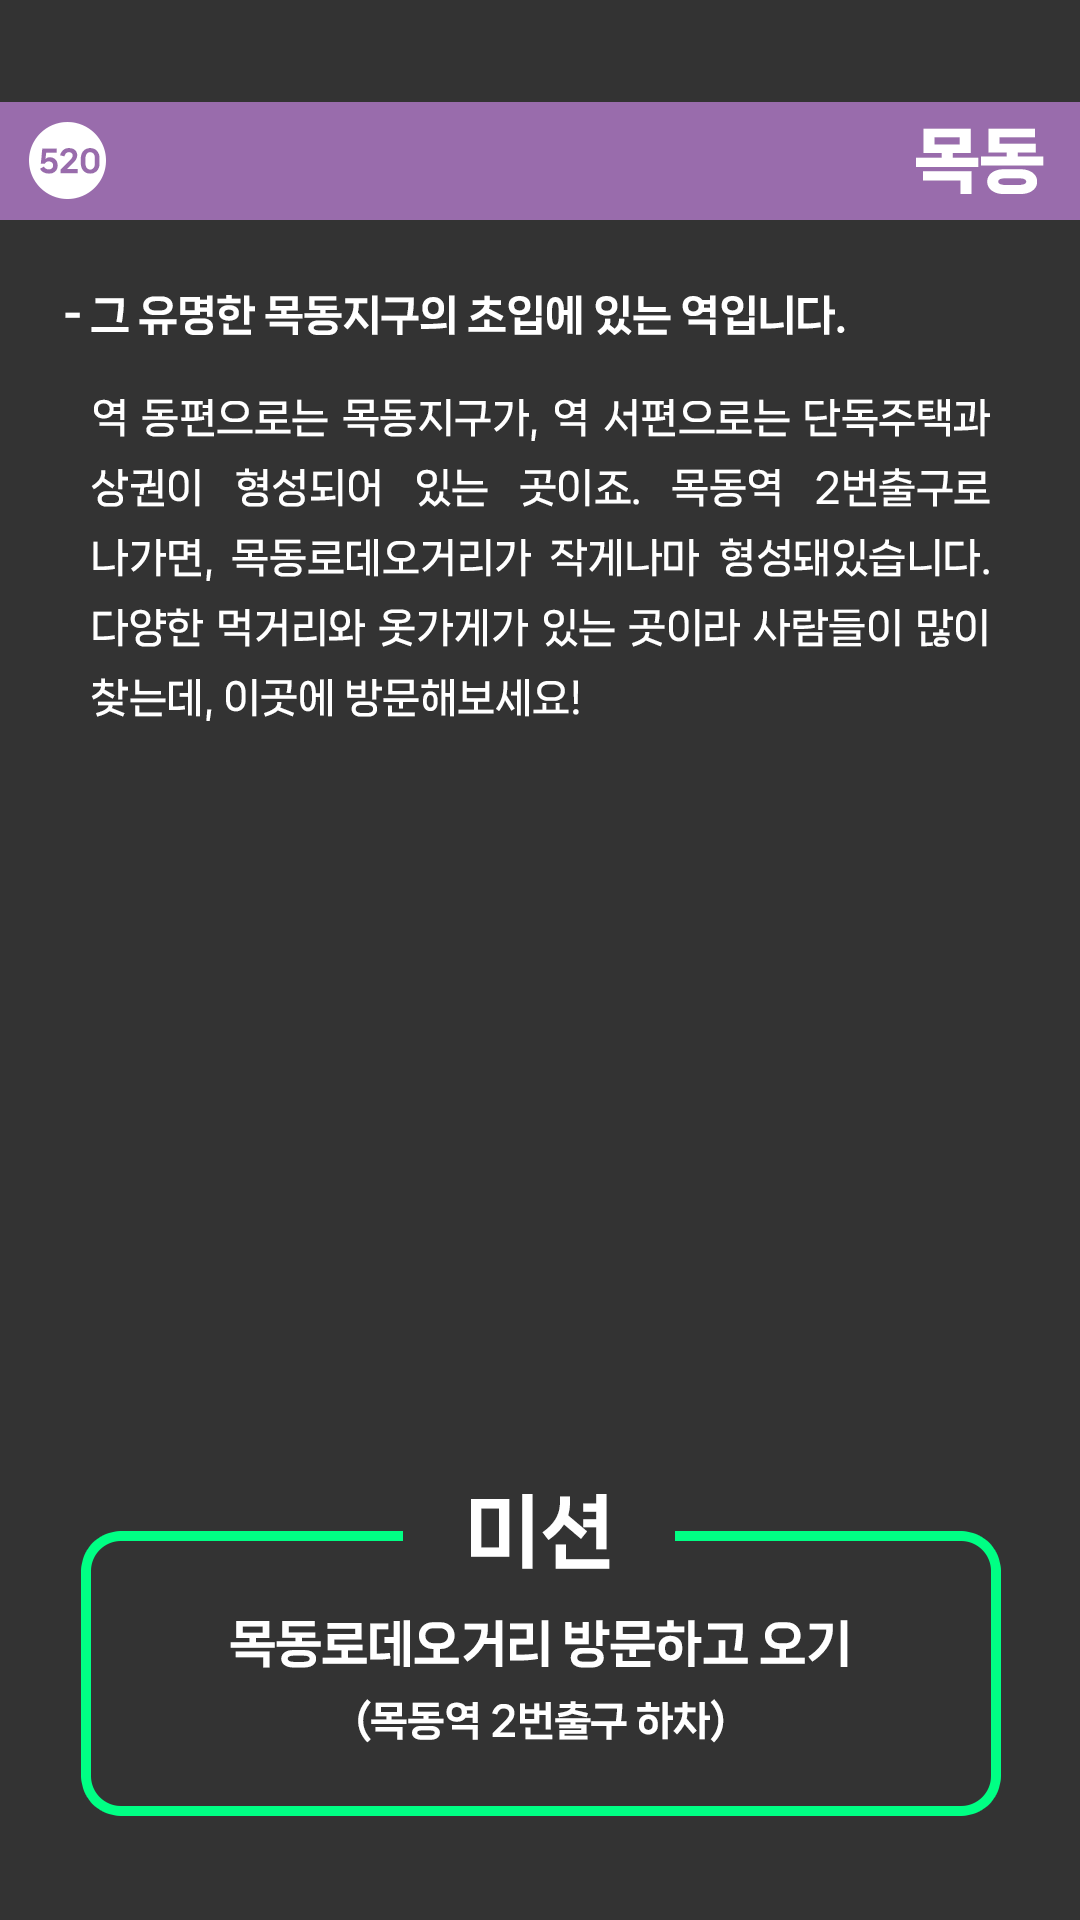 520
목동
- 그 유명한 목동지구의 초입에 있는 역입니다.
역 동편으로는 목동지구가, 역 서편으로는 단독주택과
상권이 형성되어 있는 곳이죠. 목동역 2번출구로
나가면, 목동로데오거리가 작게나마 형성돼있습니다.
다양한 먹거리와 옷가게가 있는 곳이라 사람들이 많이
찾는데, 이곳에 방문해보세요!
미션
목동로데오거리 방문하고 오기
(목동역 2번출구 하차)